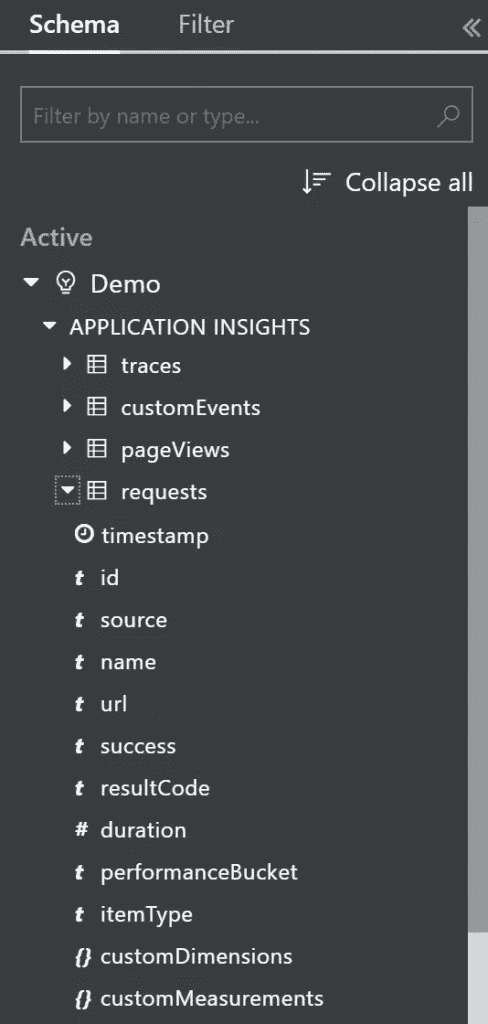 Schema Filter
Filter by name or type...
Collapse all
Active
Demo
APPLICATION INSIGHTS
traces
customEvents
pageViews
requests
timestamp
t id
t source
t name
t url
t success
t resultCode
# duration
t performanceBucket
t itemType
{} customDimensions
{} customMeasurements